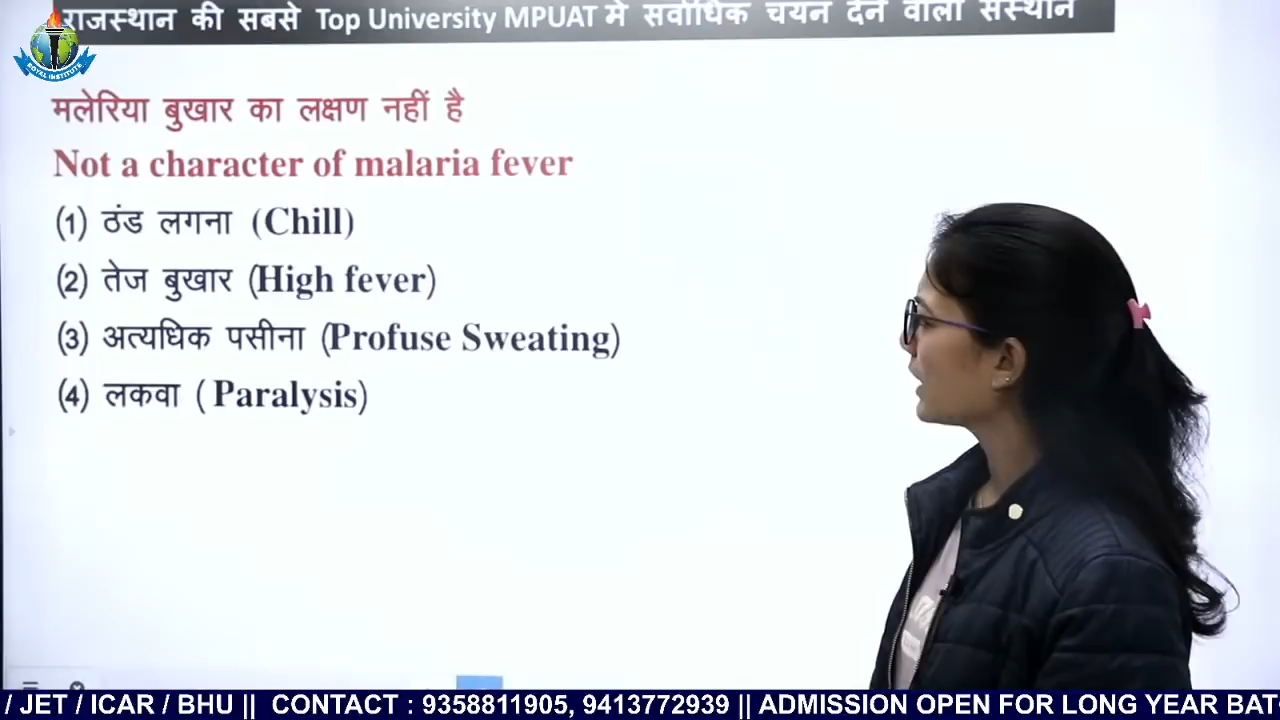 राजस्थान की सबसे Top University MPUAT में सर्वाधिक चयन देने वाला संस्थान
ROYAL INSTITUTE
मलेरिया बुखार का लक्षण नहीं है
Not a character of malaria fever
(1) ठंड लगना (Chill)
(2) तेज बुखार (High fever)
(3) अत्यधिक पसीना (Profuse Sweating)
(4) लकवा ( Paralysis)
/ JET / ICAR / BHU || CONTACT : 9358811905, 9413772939 || ADMISSION OPEN FOR LONG YEAR BAT